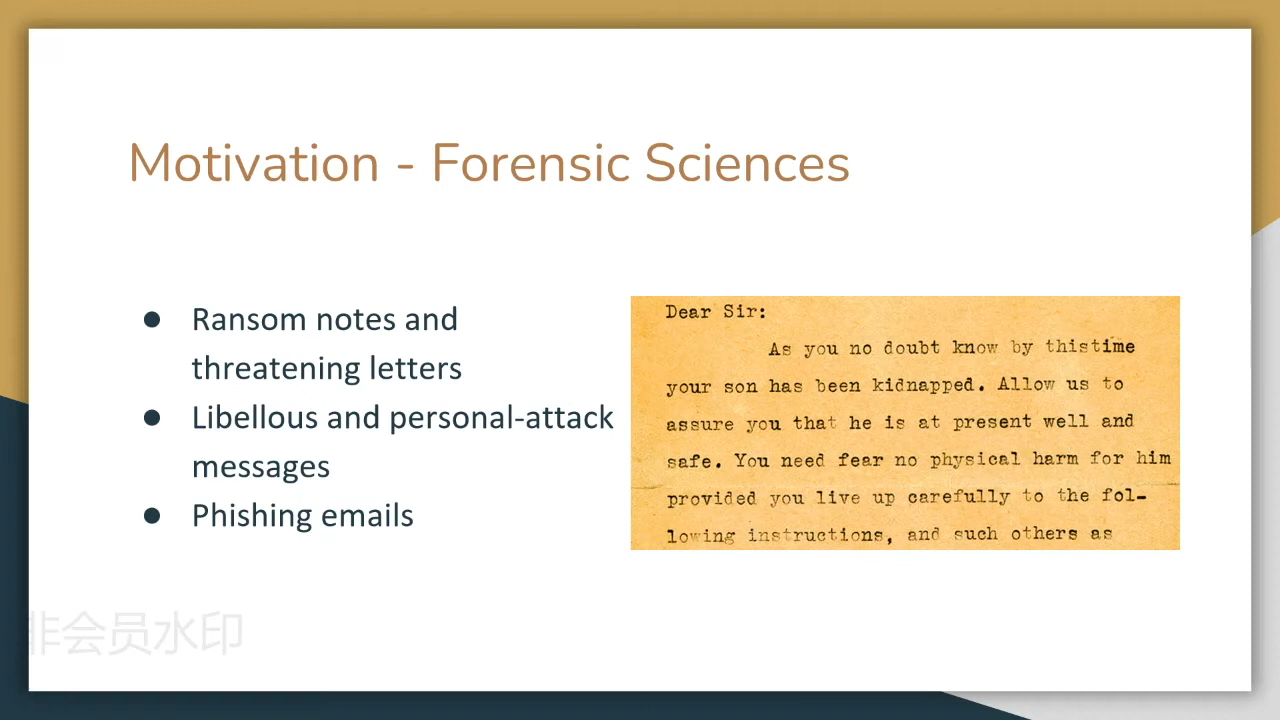 Motivation - Forensic Sciences
● Ransom notes and
threatening letters
● Libellous and personal-attack
messages
● Phishing emails
Dear Sir:
As you no doubt know by thistime
your son has been kidnapped. Allow us to
assure you that he is at present well and
safe. You need fear no physical harm for him
provided you live up carefully to the fol-
lowing instructions, and such others as
非会员水印